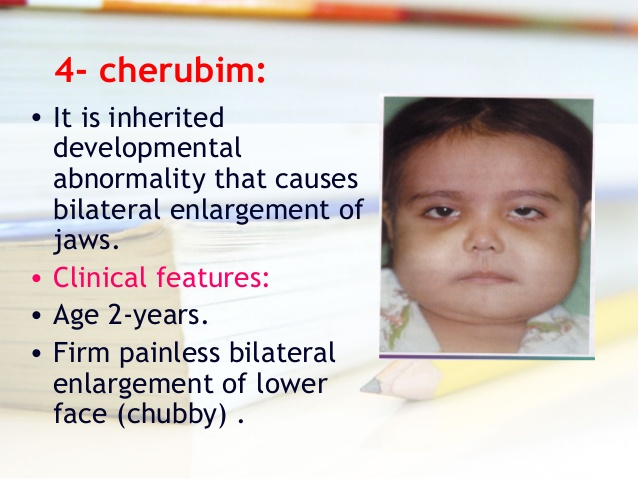 4- cherubim:
• It is inherited
developmental
abnormality that causes
bilateral enlargement of
jaws.
• Clinical features:
• Age 2-years.
• Firm painless bilateral
enlargement of lower
face (chubby) .